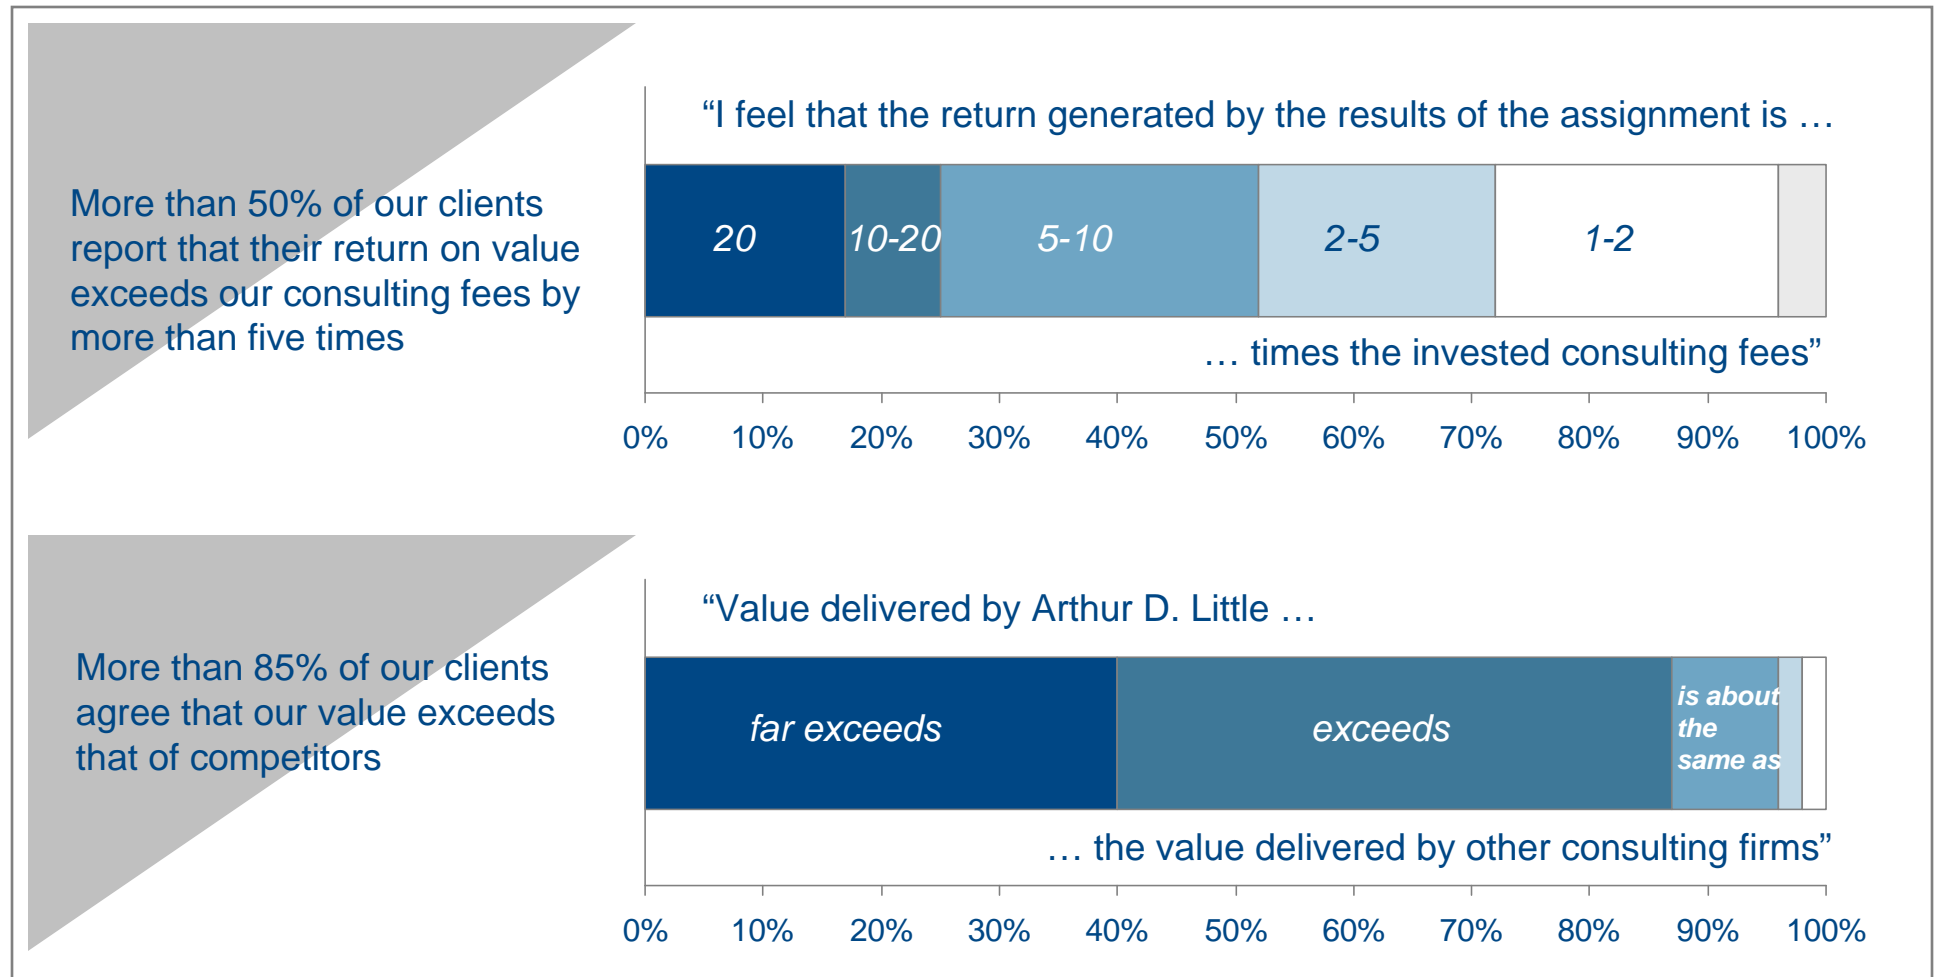 “I feel that the return generated by the results of the assignment is …
More than 50% of our clients
report that their return on value
exceeds our consulting fees by
more than five times
20
10-20
5-10
2-5
1-2
… times the invested consulting fees”
0% 10% 20% 30% 40% 50% 60% 70% 80% 90% 100%
“Value delivered by Arthur D. Little …
More than 85% of our clients
agree that our value exceeds
that of competitors
far exceeds
exceeds
is about
the
same as
… the value delivered by other consulting firms”
0% 10% 20% 30% 40% 50% 60% 70% 80% 90% 100%